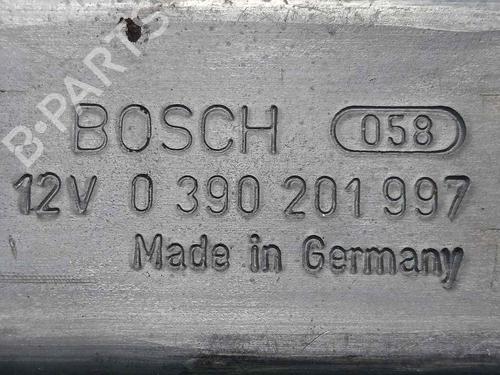 B-PARTS
BOSCH 058
12V 0 390 201 997
Made in Germany